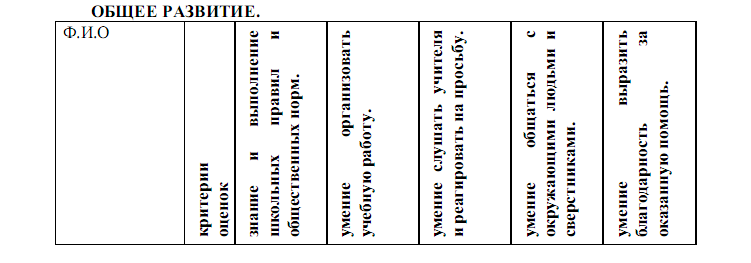 ОБЩЕЕ РАЗВИТИЕ.
Ф.И.О
критерии
оценок
знание и выполнение
школьных правил и
общественных норм.
умение организовать
учебную работу.
умение слушать учителя
и реагировать на просьбу.
умение общаться с
окружающими людьми и
сверстниками.
умение выразить
благодарность за
оказанную помощь.